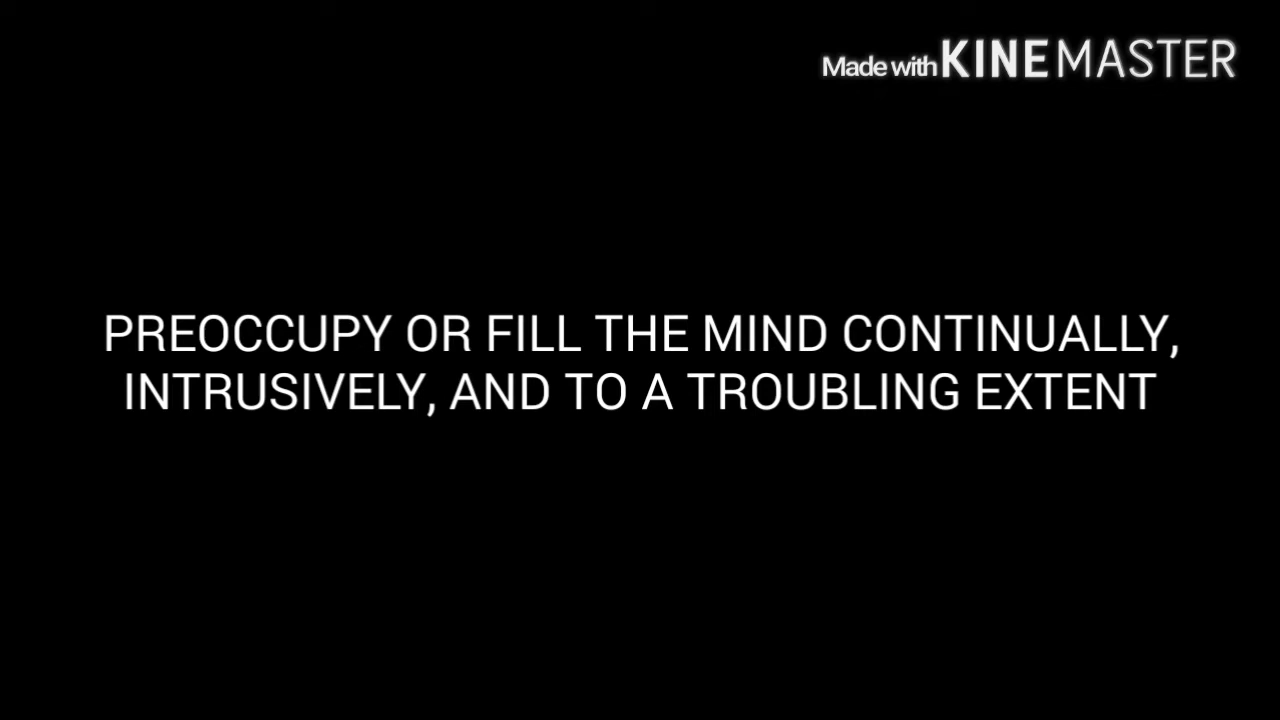 Made with KINEMASTER
PREOCCUPY OR FILL THE MIND CONTINUALLY,
INTRUSIVELY, AND TO A TROUBLING EXTENT